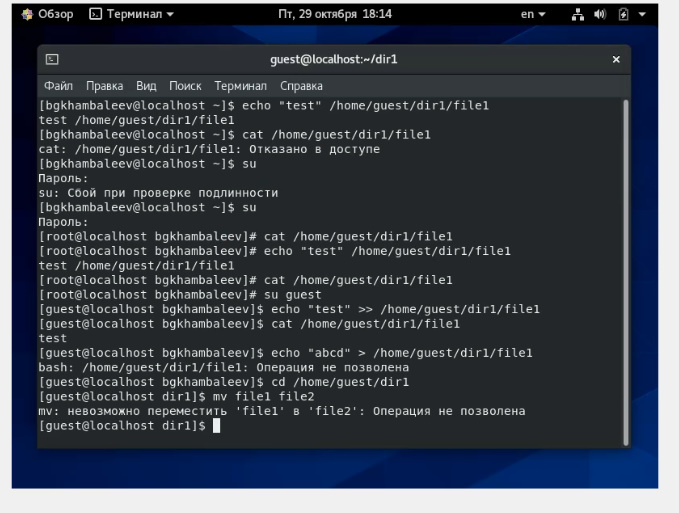 Обзор Терминал Пт, 29 октября 18:14 en
guest@localhost:~/dir1 ×
Файл Правка Вид Поиск Терминал Справка
[bgkhambaleev@localhost ~]$ echo "test" /home/guest/dir1/file1
test /home/guest/dir1/file1
[bgkhambaleev@localhost ~]$ cat /home/guest/dir1/file1
cat: /home/guest/dir1/file1: Отказано в доступе
[bgkhambaleev@localhost ~]$ su
Пароль:
su: Сбой при проверке подлинности
[bgkhambaleev@localhost ~]$ su
Пароль:
[root@localhost bgkhambaleev]# cat /home/guest/dir1/file1
[root@localhost bgkhambaleev]# echo "test" /home/guest/dir1/file1
test /home/guest/dir1/file1
[root@localhost bgkhambaleev]# cat /home/guest/dir1/file1
[root@localhost bgkhambaleev]# su guest
[guest@localhost bgkhambaleev]$ echo "test" >> /home/guest/dir1/file1
[guest@localhost bgkhambaleev]$ cat /home/guest/dir1/file1
test
[guest@localhost bgkhambaleev]$ echo "abcd" > /home/guest/dir1/file1
bash: /home/guest/dir1/file1: Операция не позволена
[guest@localhost bgkhambaleev]$ cd /home/guest/dir1
[guest@localhost dir1]$ mv file1 file2
mv: невозможно переместить 'file1' в 'file2': Операция не позволена
[guest@localhost dir1]$